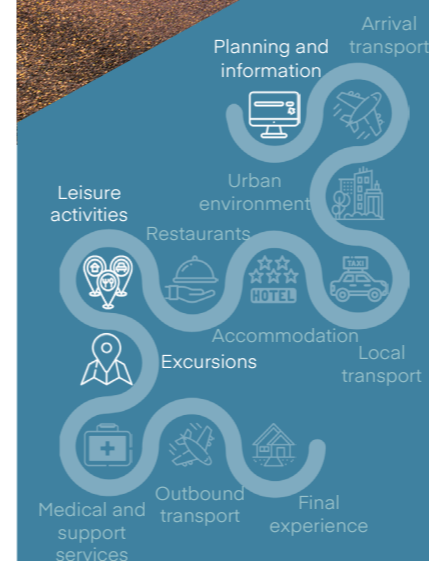 Arrival
transport
Planning and
information
Urban
environment
Leisure
activities
Restaurants
TAXI
HOTEL
Accommodation
Local
transport
Excursions
Medical and
support
services
Outbound
transport
Final
experience